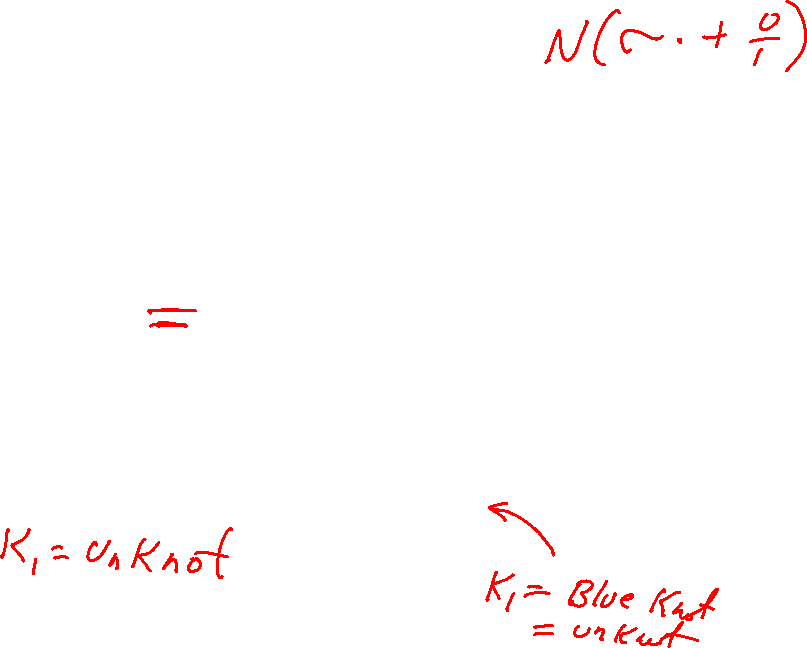 N(~· + 0/1)
=
K₁ = UnKnot
K₁ = Blue Knot
= unKnot